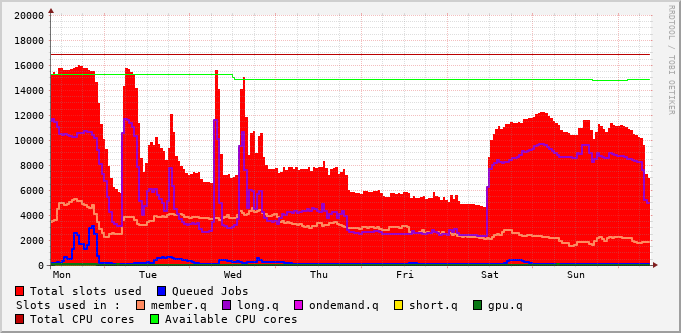 RRDTOOL / TOBI OETIKER
20000
18000
16000
14000
12000
10000
8000
6000
4000
2000
0
Mon Tue Wed Thu Fri Sat Sun
Total slots used Queued Jobs
Slots used in : member.q long.q ondemand.q short.q gpu.q
Total CPU cores Available CPU cores